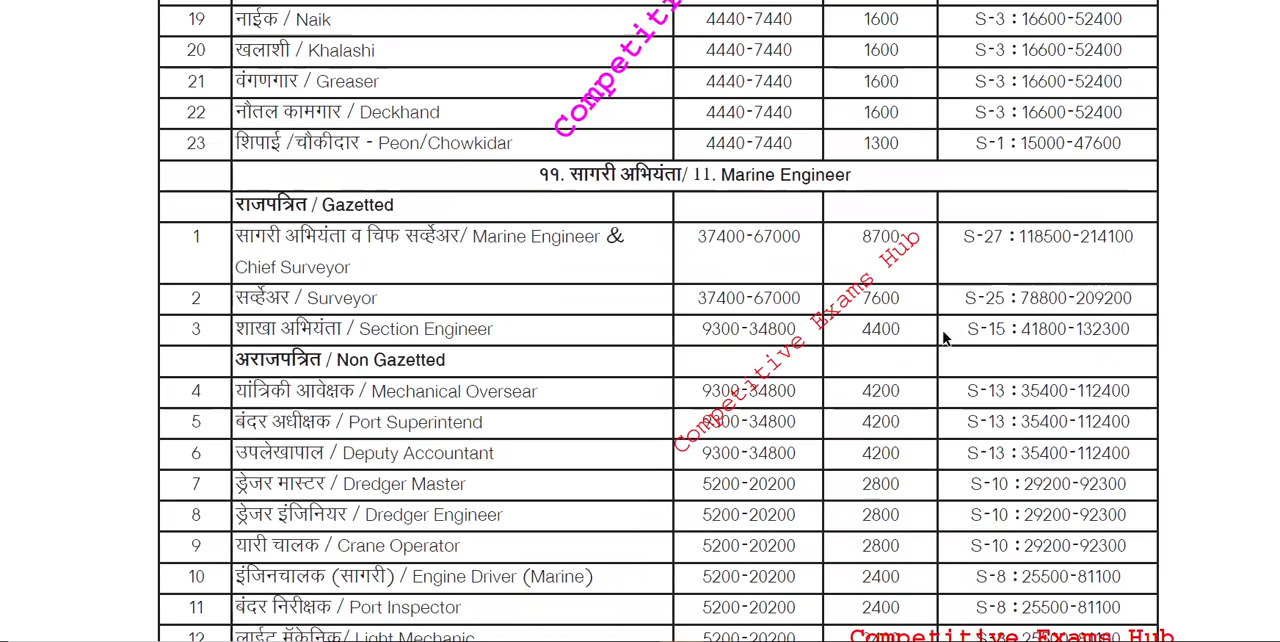 19 नाईक / Naik 4440-7440 1600 S-3 : 16600-52400
20 खलाशी / Khalashi 4440-7440 1600 S-3 : 16600-52400
21 वंगणगार / Greaser 4440-7440 1600 S-3 : 16600-52400
22 नौतल कामगार / Deckhand 4440-7440 1600 S-3 : 16600-52400
23 शिपाई /चौकीदार - Peon/Chowkidar 4440-7440 1300 S-1 : 15000-47600
११. सागरी अभियंता/ 11. Marine Engineer
राजपत्रित / Gazetted
1 सागरी अभियंता व चिफ सर्व्हेअर/ Marine Engineer & 37400-67000 8700 S-27 : 118500-214100
Chief Surveyor
2 सर्व्हेअर / Surveyor 37400-67000 7600 S-25 : 78800-209200
3 शाखा अभियंता / Section Engineer 9300-34800 4400 S-15 : 41800-132300
अराजपत्रित / Non Gazetted
4 यांत्रिकी आवेक्षक / Mechanical Oversear 9300-34800 4200 S-13 : 35400-112400
5 बंदर अधीक्षक / Port Superintend 9300-34800 4200 S-13 : 35400-112400
6 उपलेखापाल / Deputy Accountant 9300-34800 4200 S-13 : 35400-112400
7 ड्रेजर मास्टर / Dredger Master 5200-20200 2800 S-10 : 29200-92300
8 ड्रेजर इंजिनियर / Dredger Engineer 5200-20200 2800 S-10 : 29200-92300
9 यारी चालक / Crane Operator 5200-20200 2800 S-10 : 29200-92300
10 इंजिनचालक (सागरी) / Engine Driver (Marine) 5200-20200 2400 S-8 : 25500-81100
11 बंदर निरीक्षक / Port Inspector 5200-20200 2400 S-8 : 25500-81100
12 लाईट मॅकेनिक/ Light Mechanic 5200-20200
Competitive Exams Hub
Competitive Exams Hub